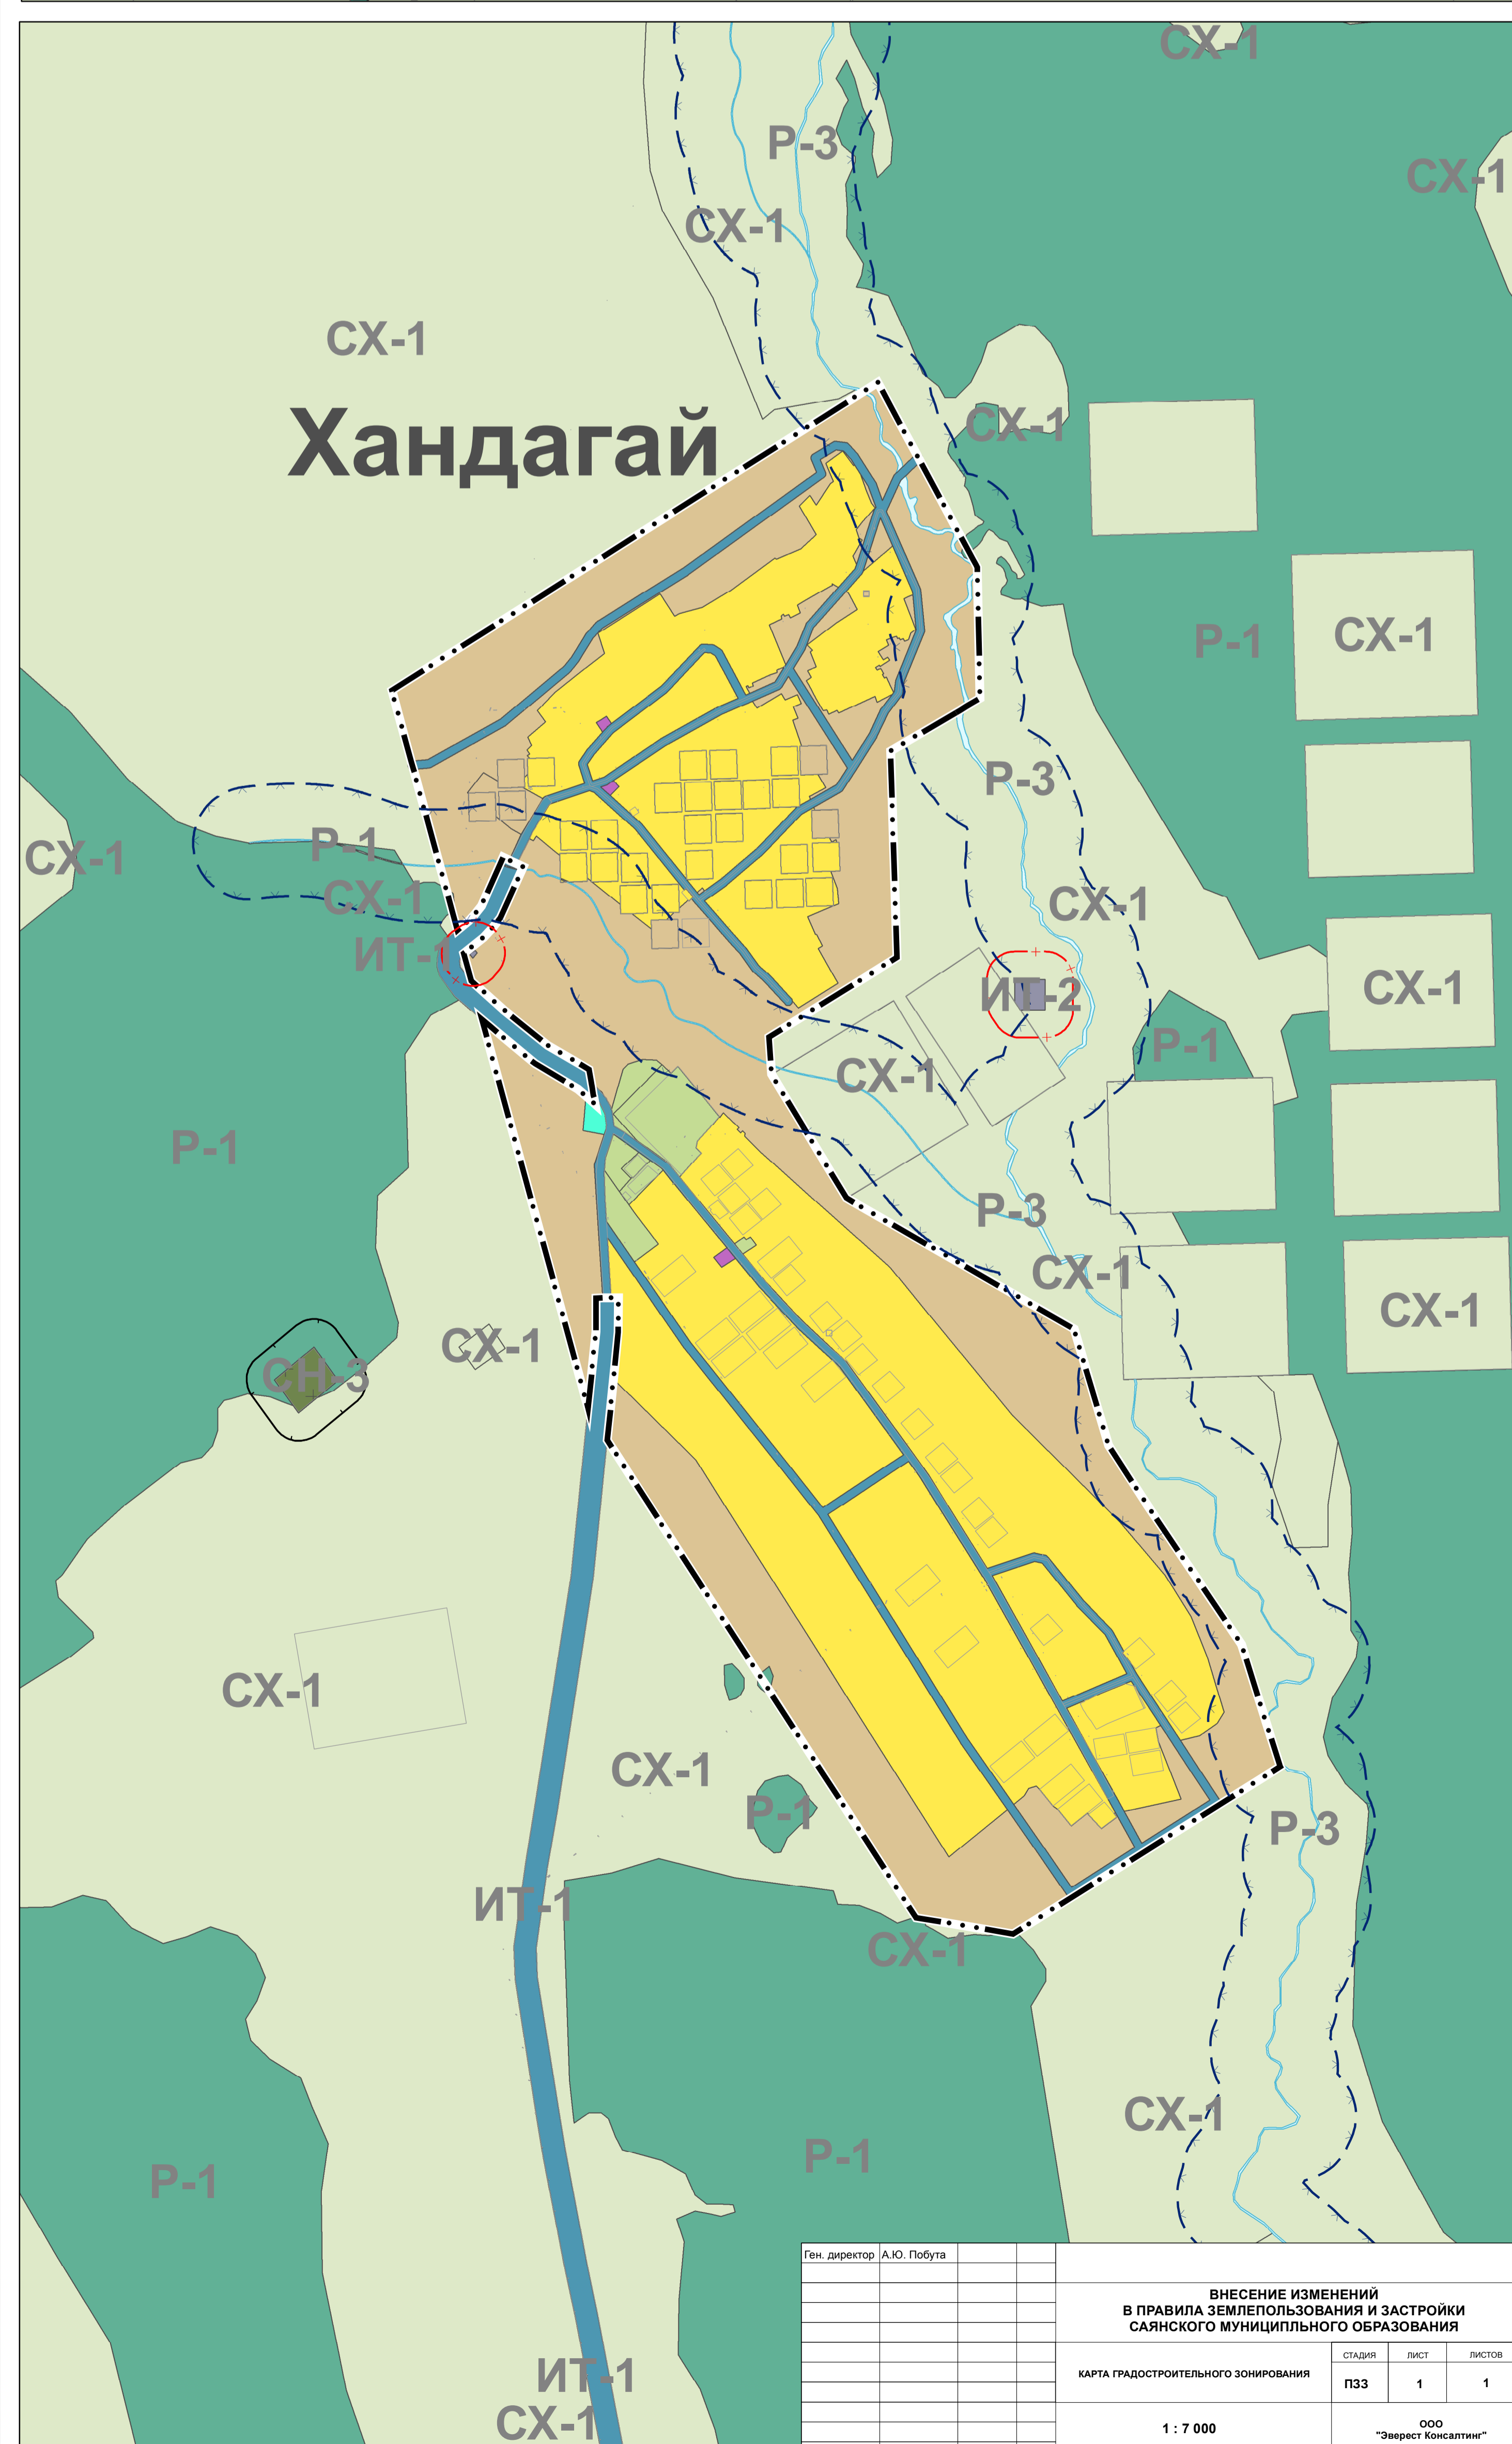 СХ-1
Р-3
СХ-1
СХ-1
СХ-1
Хандагай
СХ-1
Р-1
СХ-1
Р-3
Р-1
СХ-1
СХ-1
СХ-1
ИТ-1
СХ-1
ИТ-2
Р-1
СХ-1
Р-1
Р-3
СХ-1
СХ-1
СХ-1
СН-3
СХ-1
СХ-1
Р-1
Р-3
ИТ-1
СХ-1
СХ-1
Р-1
Р-1
ИТ-1
СХ-1
Ген. директор А.Ю. Побута
ВНЕСЕНИЕ ИЗМЕНЕНИЙ
В ПРАВИЛА ЗЕМЛЕПОЛЬЗОВАНИЯ И ЗАСТРОЙКИ
САЯНСКОГО МУНИЦИПЛЬНОГО ОБРАЗОВАНИЯ
КАРТА ГРАДОСТРОИТЕЛЬНОГО ЗОНИРОВАНИЯ
СТАДИЯ ЛИСТ ЛИСТОВ
ПЗЗ 1 1
1 : 7 000
ООО
"Эверест Консалтинг"